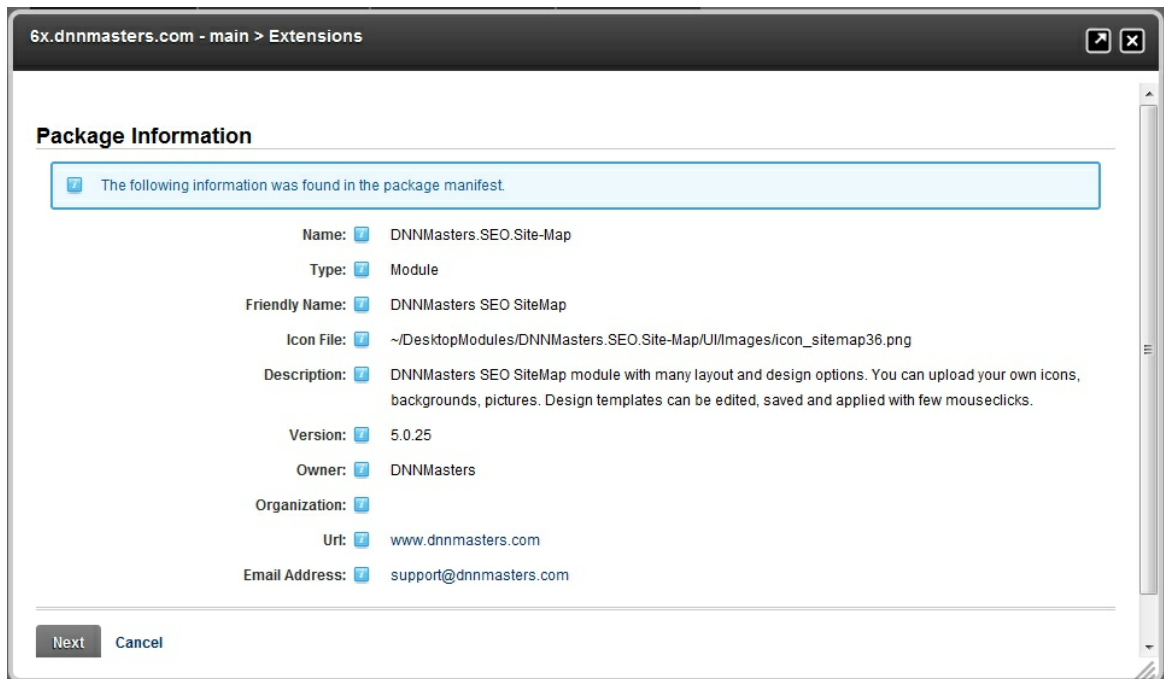 6x.dnnmasters.com - main > Extensions
Package Information
The following information was found in the package manifest.
Name: DNNMasters.SEO.Site-Map
Type: Module
Friendly Name: DNNMasters SEO SiteMap
Icon File: ~/DesktopModules/DNNMasters.SEO.Site-Map/UI/Images/icon_sitemap36.png
Description: DNNMasters SEO SiteMap module with many layout and design options. You can upload your own icons,
backgrounds, pictures. Design templates can be edited, saved and applied with few mouseclicks.
Version: 5.0.25
Owner: DNNMasters
Organization:
Url: www.dnnmasters.com
Email Address: support@dnnmasters.com
Next Cancel